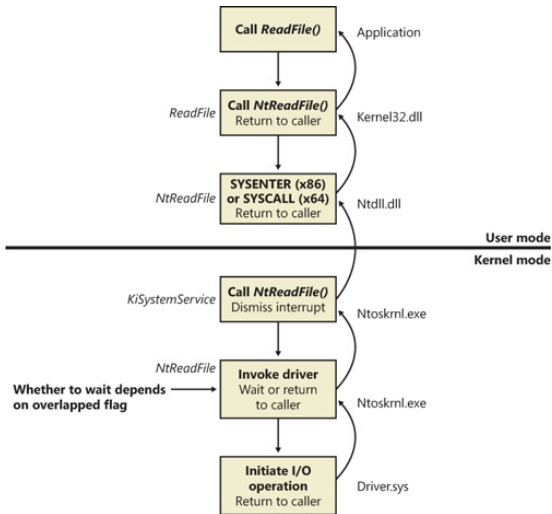 Call ReadFile()
Application
ReadFile
Call NtReadFile()
Return to caller
Kernel32.dll
NtReadFile
SYSENTER (x86)
or SYSCALL (x64)
Return to caller
Ntdll.dll
User mode
Kernel mode
KiSystemService
Call NtReadFile()
Dismiss interrupt
Ntoskrnl.exe
NtReadFile
Whether to wait depends
on overlapped flag
Invoke driver
Wait or return
to caller
Ntoskrnl.exe
Initiate I/O
operation
Return to caller
Driver.sys